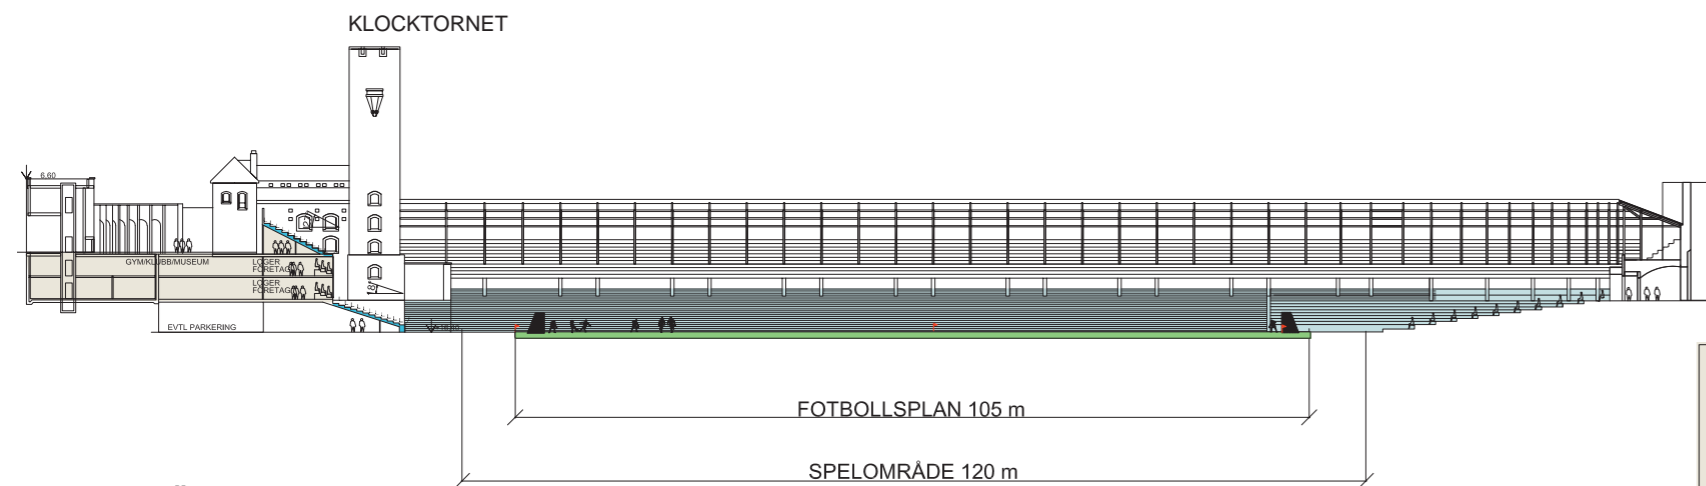 KLOCKTORNET
6,60
GYM/KLUBB/MUSEUM
LOGER
FÖRETAG
LOGER
FÖRETAG
EVTL PARKERING
FOTBOLLSPLAN 105 m
SPELOMRÅDE 120 m